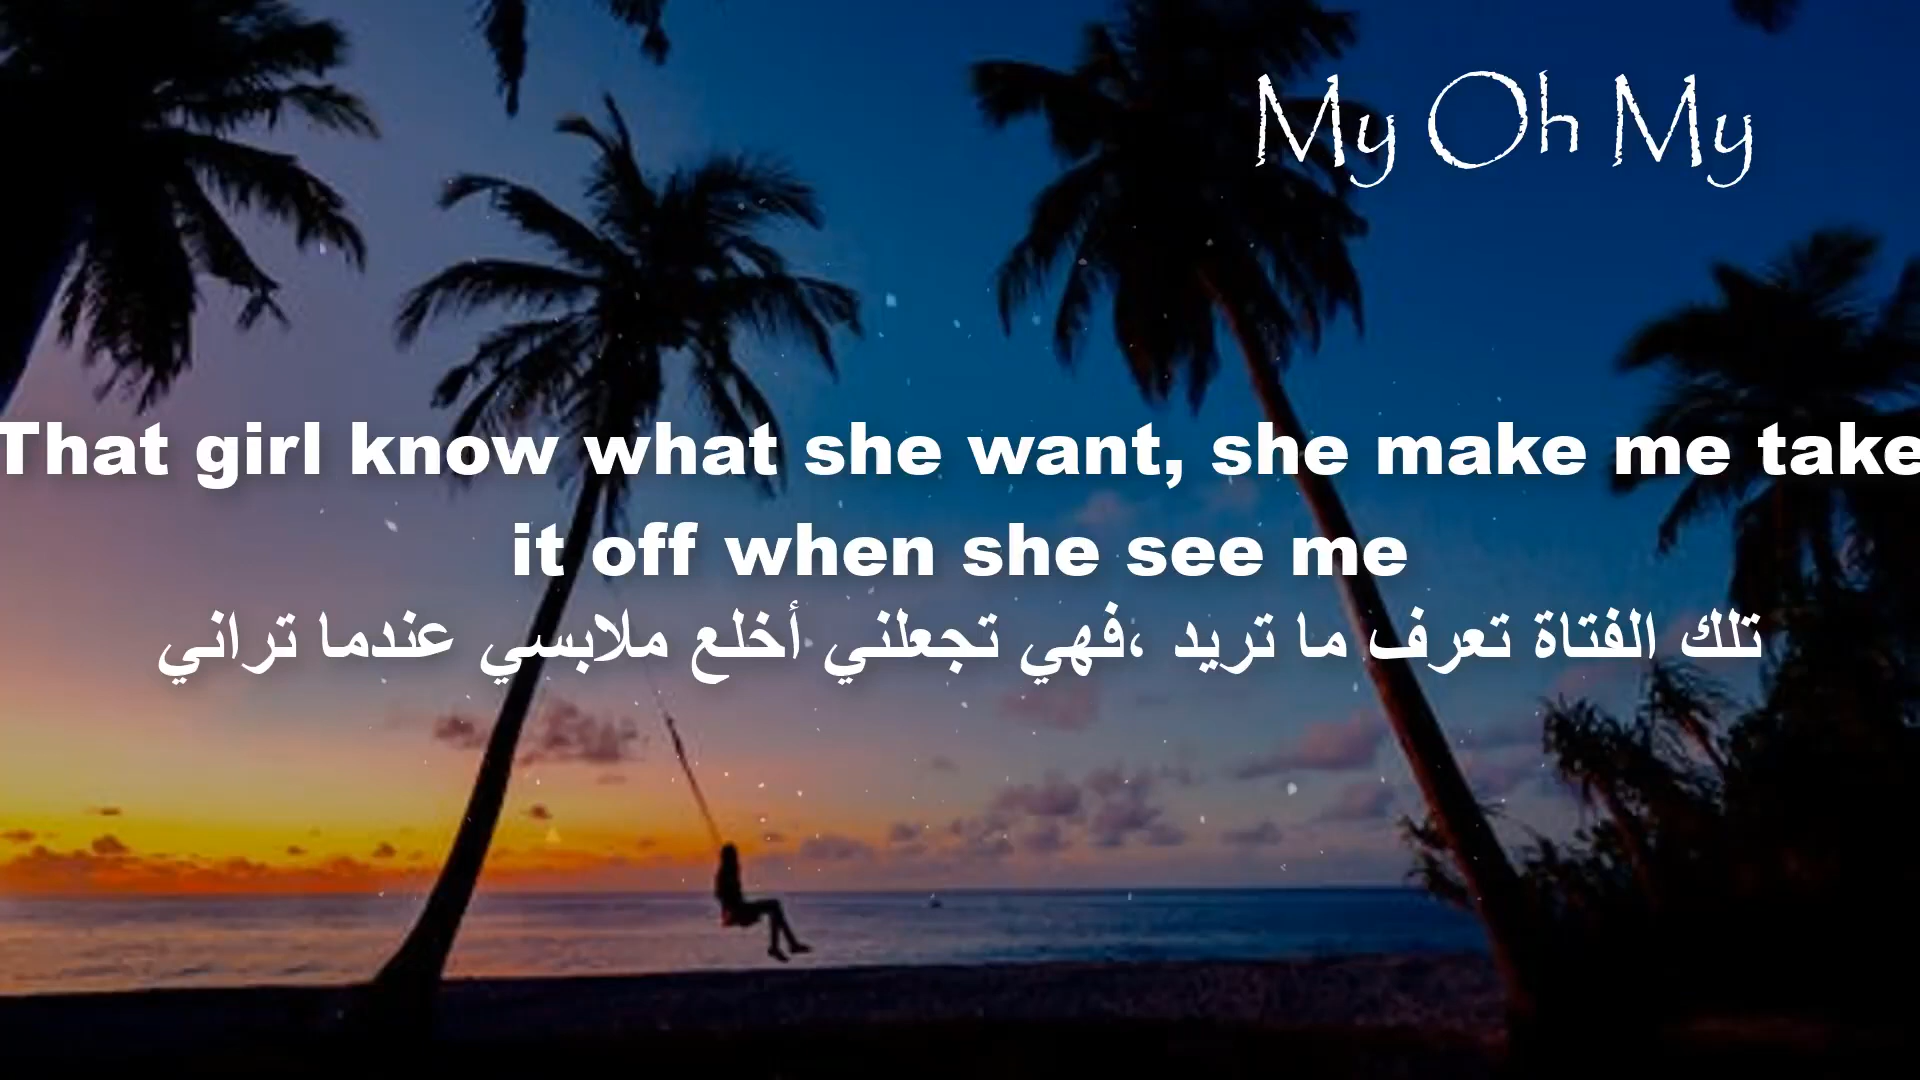 My Oh My
That girl know what she want, she make me take
it off when she see me
تلك الفتاة تعرف ما تريد ،فهي تجعلني أخلع ملابسي عندما تراني